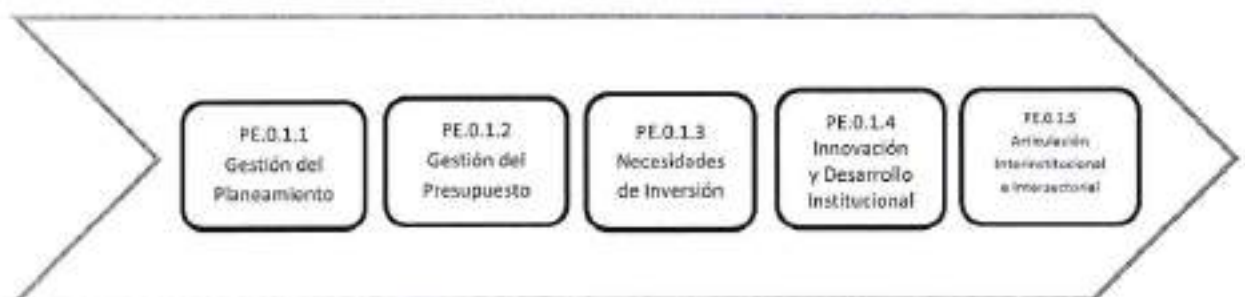 PE.0.1.1
Gestión del
Planeamiento
PE.0.1.2
Gestión del
Presupuesto
PE.0.1.3
Necesidades
de Inversión
PE.0.1.4
Innovación
y Desarrollo
Institucional
PE.0.1.5
Articulación
Interinstitucional
e Intersectorial